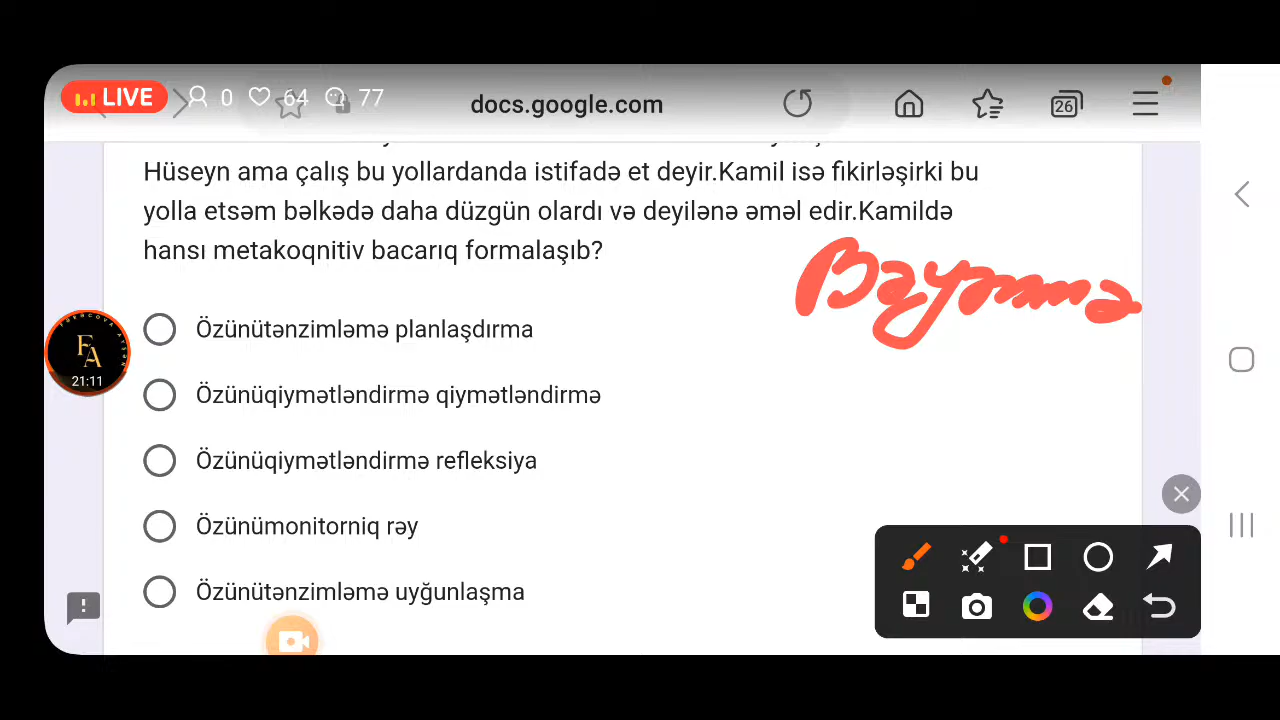 LIVE 0 64 77
docs.google.com
26
Hüseyn ama çalış bu yollardanda istifadə et deyir.Kamil isə fikirləşirki bu
yolla etsəm bəlkədə daha düzgün olardı və deyilənə əməl edir.Kamildə
hansı metakoqnitiv bacarıq formalaşıb?
Bəyənmə
Özünütənzimləmə planlaşdırma
FA
21:11
Özünüqiymətləndirmə qiymətləndirmə
Özünüqiymətləndirmə refleksiya
Özünümonitorniq rəy
Özünütənzimləmə uyğunlaşma